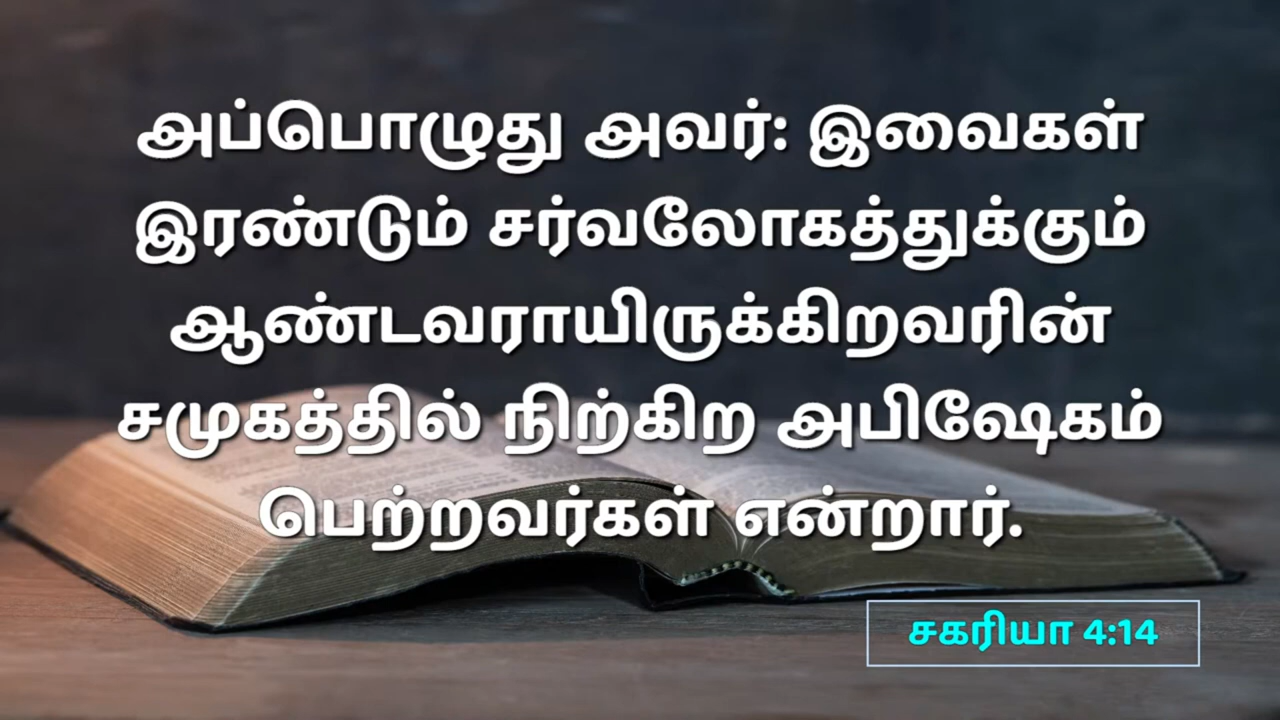 அப்பொழுது அவர்: இவைகள்
இரண்டும் சர்வலோகத்துக்கும்
ஆண்டவராயிருக்கிறவரின்
சமுகத்தில் நிற்கிற அபிஷேகம்
பெற்றவர்கள் என்றார்.
சகரியா 4:14